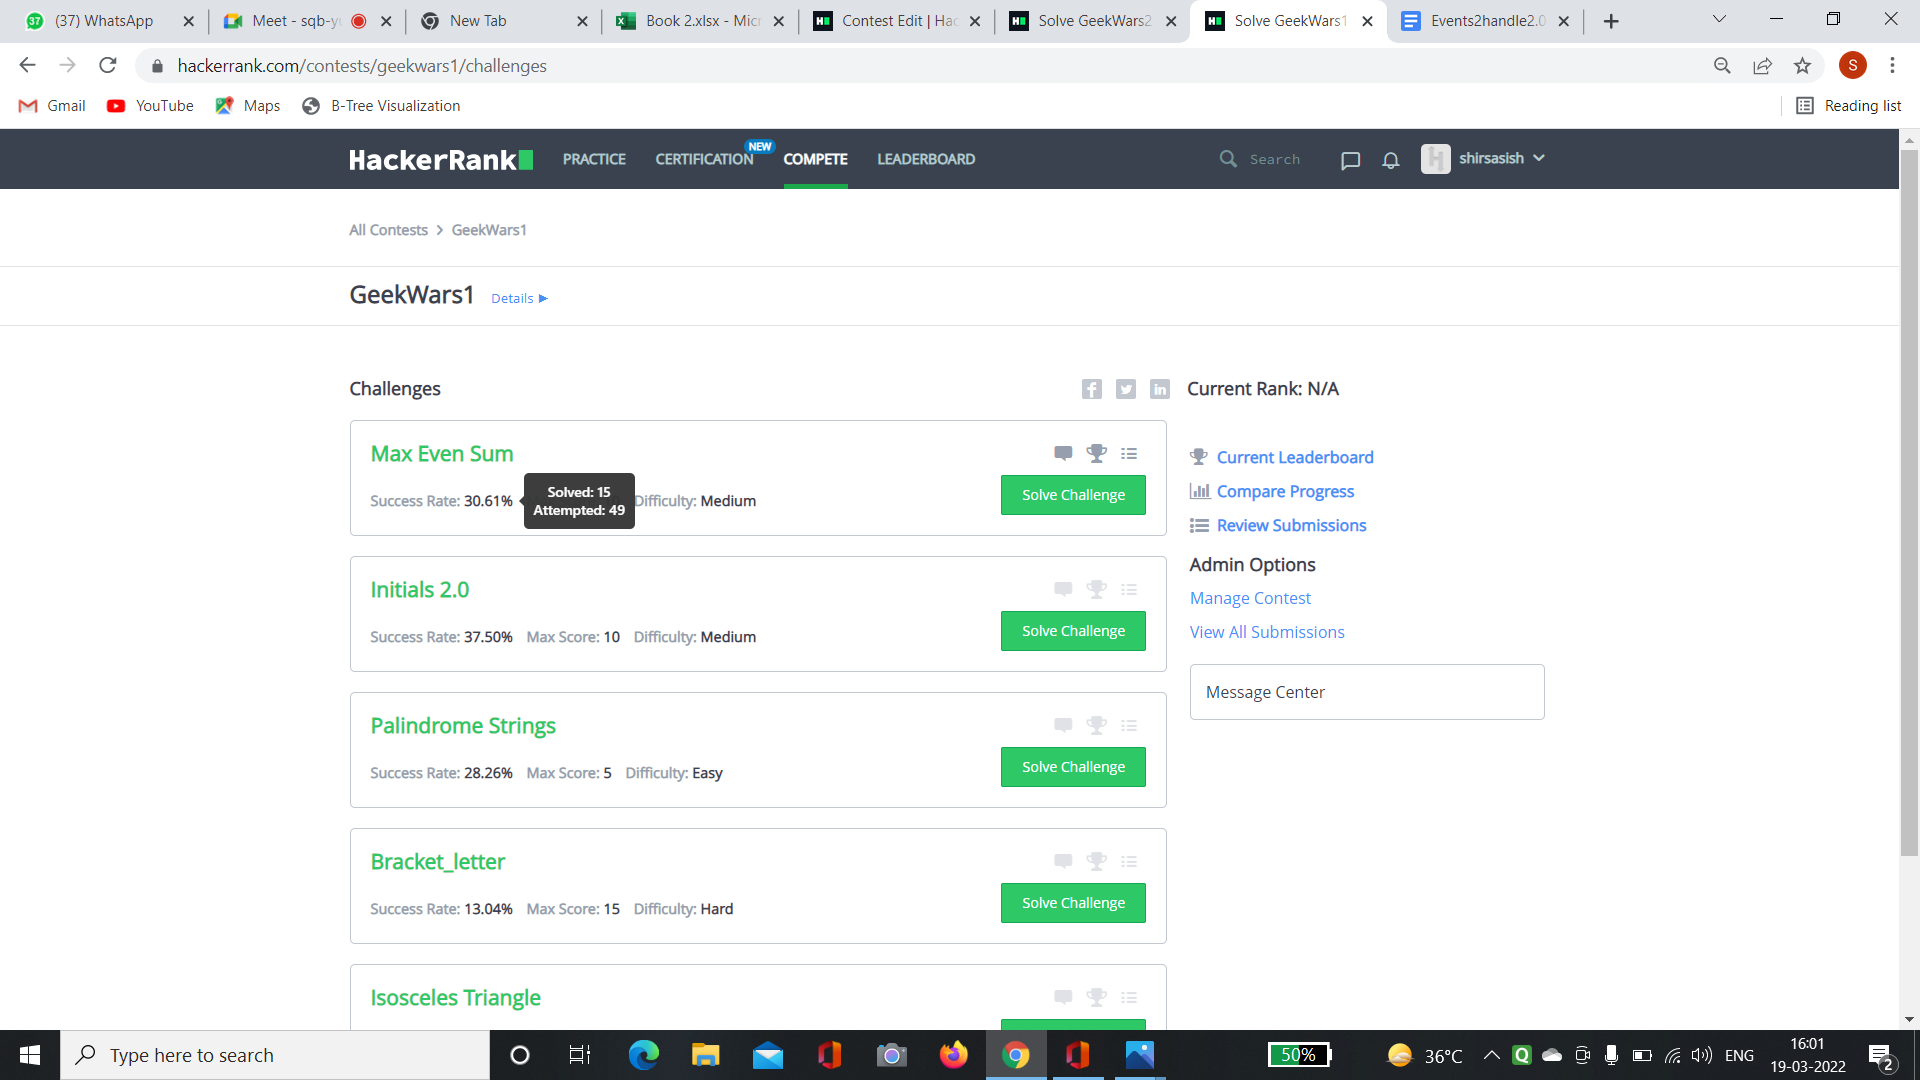 37 (37) WhatsApp
Meet - sqb-y
New Tab
Book 2.xlsx - Micr
Contest Edit | Hac
Solve GeekWars2
Solve GeekWars1
Events2handle2.0
hackerrank.com/contests/geekwars1/challenges
S
Gmail
YouTube
Maps
B-Tree Visualization
Reading list
HackerRank
PRACTICE
CERTIFICATION
NEW
COMPETE
LEADERBOARD
Search
shirsasish
All Contests > GeekWars1
GeekWars1 Details ▶
Challenges
Current Rank: N/A
Max Even Sum
Success Rate: 30.61%
Solved: 15
Attempted: 49
Difficulty: Medium
Solve Challenge
Initials 2.0
Success Rate: 37.50% Max Score: 10 Difficulty: Medium
Solve Challenge
Palindrome Strings
Success Rate: 28.26% Max Score: 5 Difficulty: Easy
Solve Challenge
Bracket_letter
Success Rate: 13.04% Max Score: 15 Difficulty: Hard
Solve Challenge
Isosceles Triangle
Current Leaderboard
Compare Progress
Review Submissions
Admin Options
Manage Contest
View All Submissions
Message Center
Type here to search
50%
36°C
ENG
16:01
19-03-2022
2